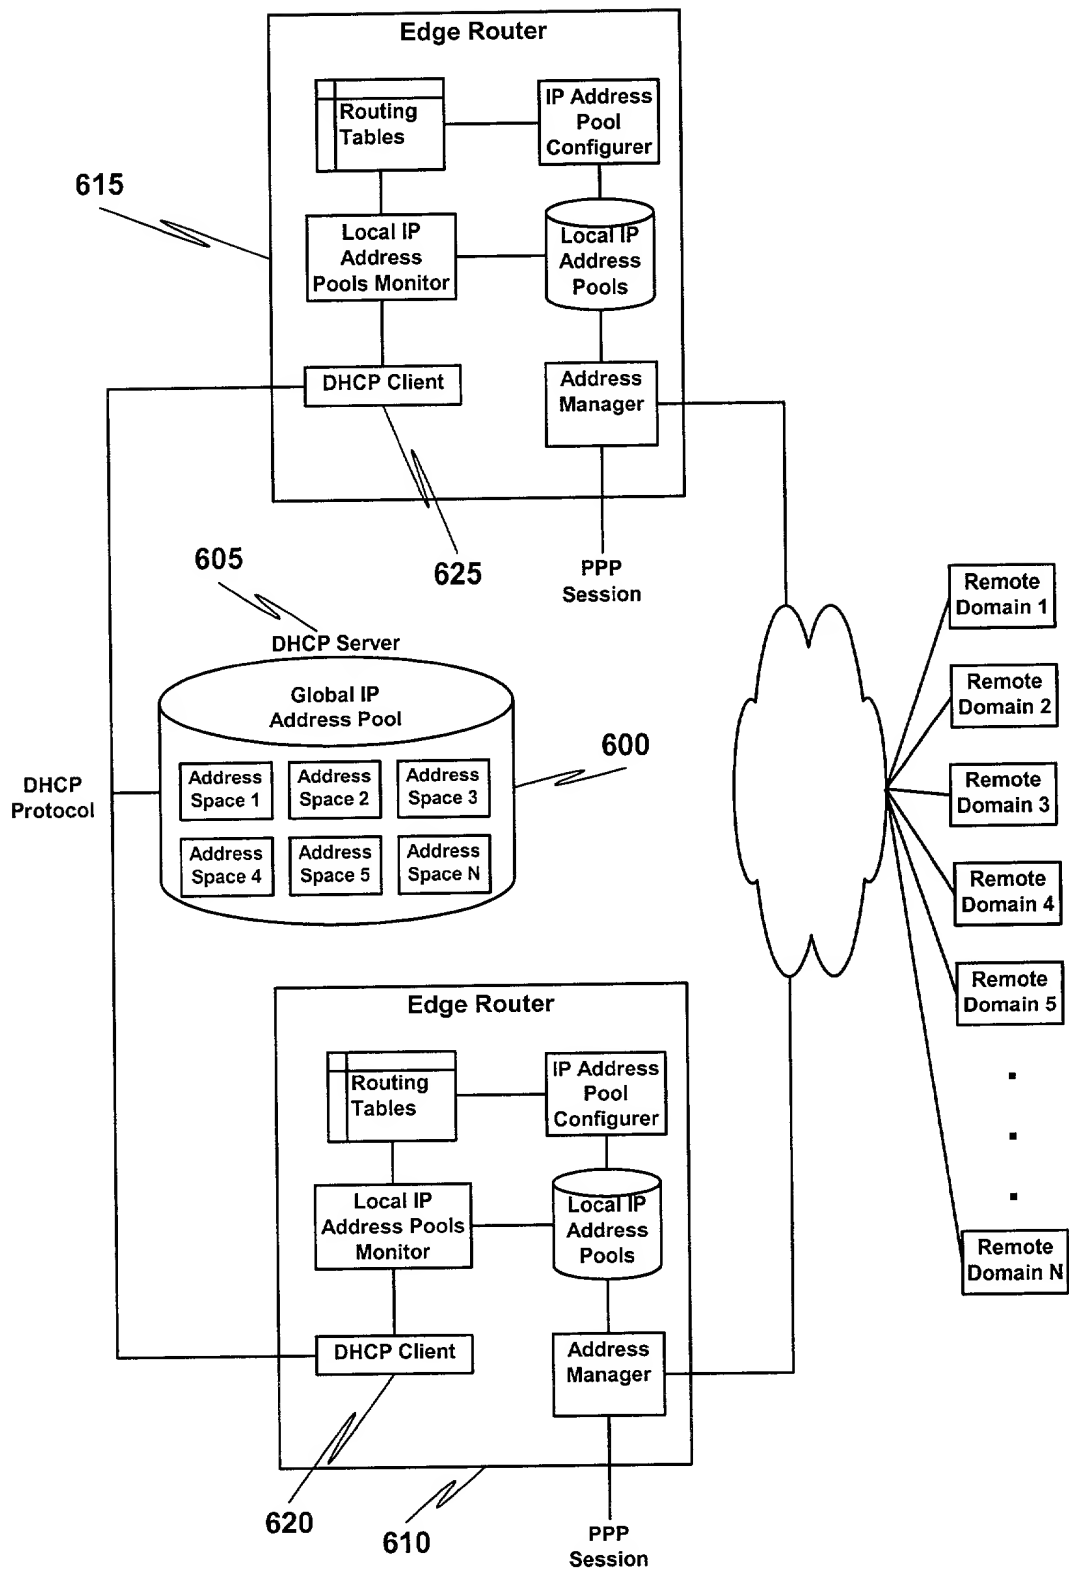 Edge Router
Routing
Tables
IP Address
Pool
Configurer
615
Local IP
Address
Pools Monitor
Local IP
Address
Pools
DHCP Client
Address
Manager
625
PPP
Session
605
DHCP Server
Global IP
Address Pool
600
Address
Space 1
Address
Space 2
Address
Space 3
Address
Space 4
Address
Space 5
Address
Space N
DHCP
Protocol
Remote
Domain 1
Remote
Domain 2
Remote
Domain 3
Remote
Domain 4
Remote
Domain 5
Remote
Domain N
Edge Router
Routing
Tables
IP Address
Pool
Configurer
Local IP
Address Pools
Monitor
Local IP
Address
Pools
DHCP Client
Address
Manager
620
610
PPP
Session